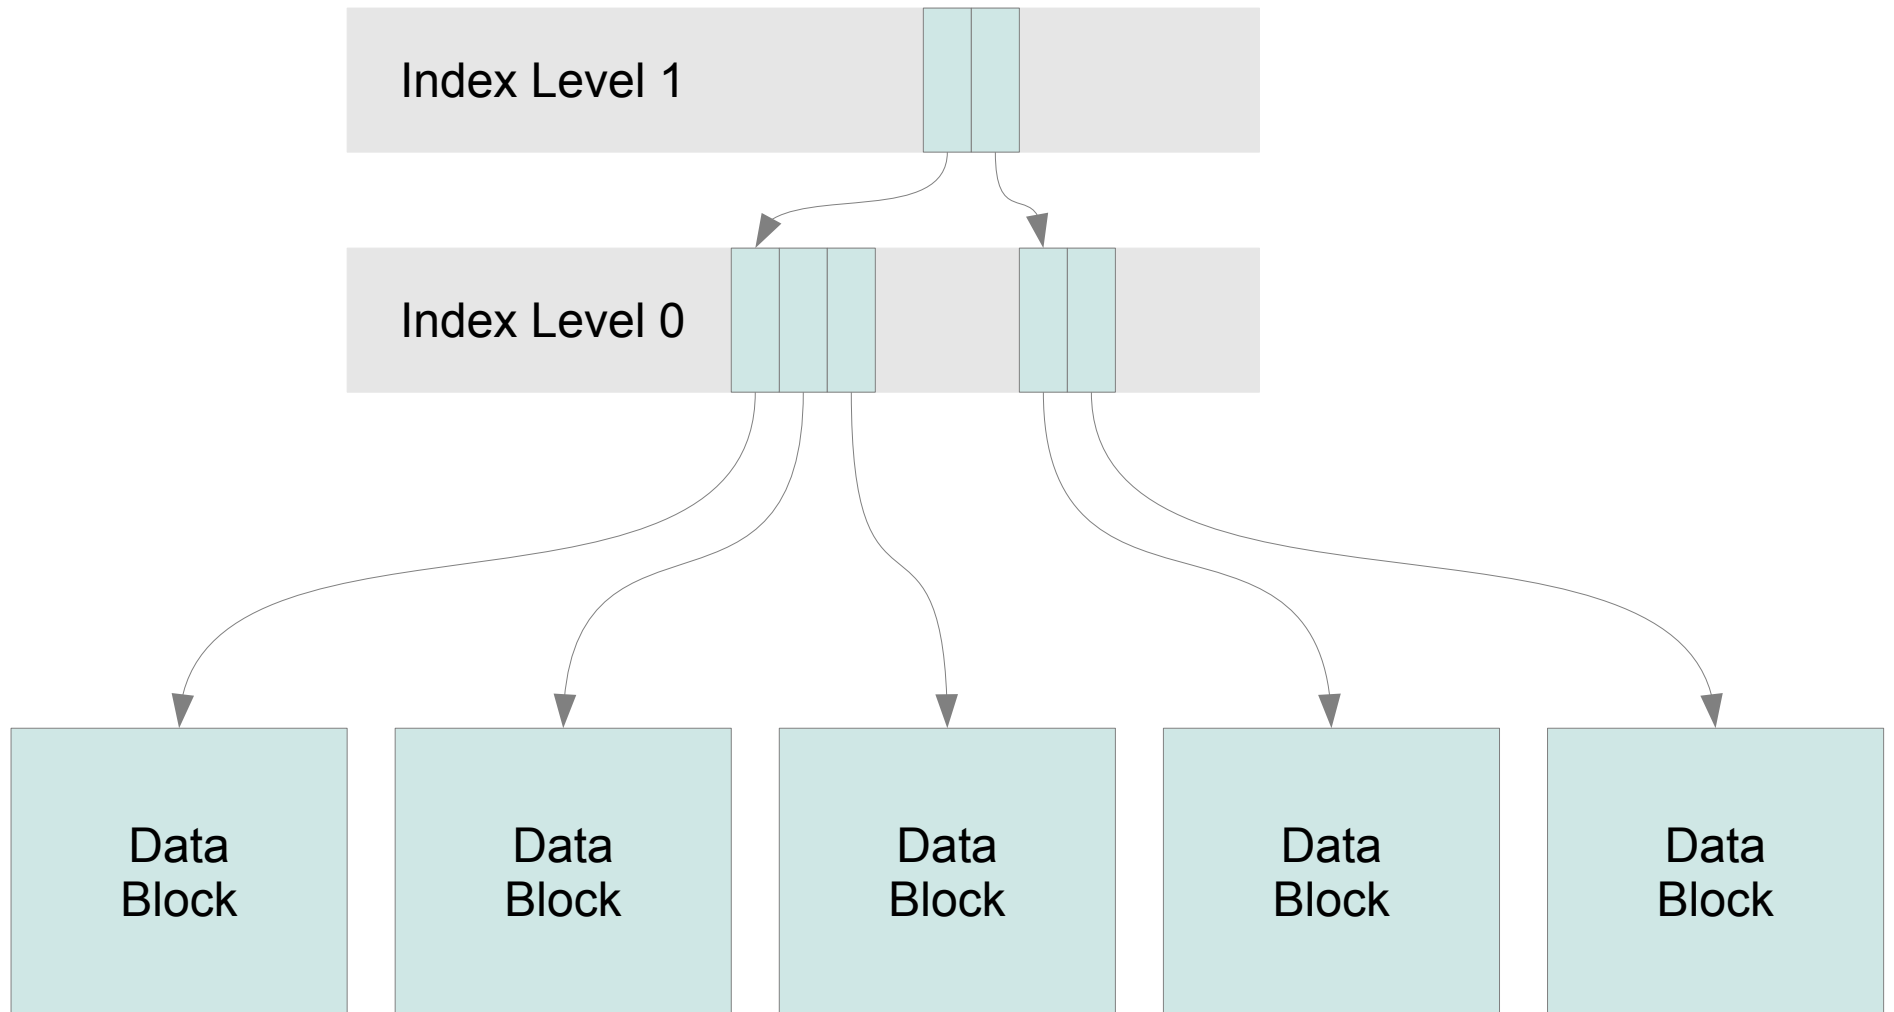 Index Level 1
Index Level 0
Data
Block
Data
Block
Data
Block
Data
Block
Data
Block